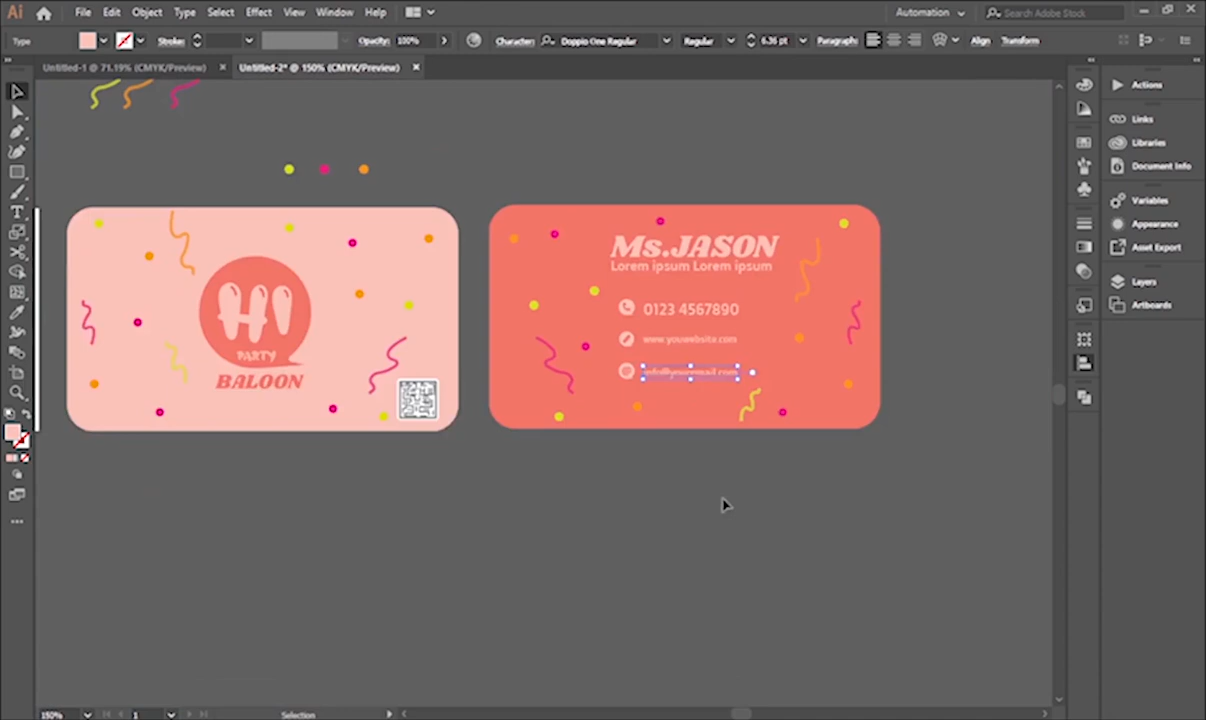 Ai File Edit Object Type Select Effect View Window Help Automation Search Adobe Stock
Type Stroke: Opacity: 100% Character: Doppio One Regular Regular 6.36 pt Paragraph: Align Transform
Untitled-1 @ 71.19% (CMYK/Preview) × Untitled-2* @ 150% (CMYK/Preview) ×
Actions
Links
Libraries
Document Info
Variables
Appearance
Asset Export
Layers
Artboards
HI
PARTY
BALOON
Ms.JASON
Lorem ipsum Lorem ipsum
0123 4567890
www.youwebsite.com
150% 1 Selection